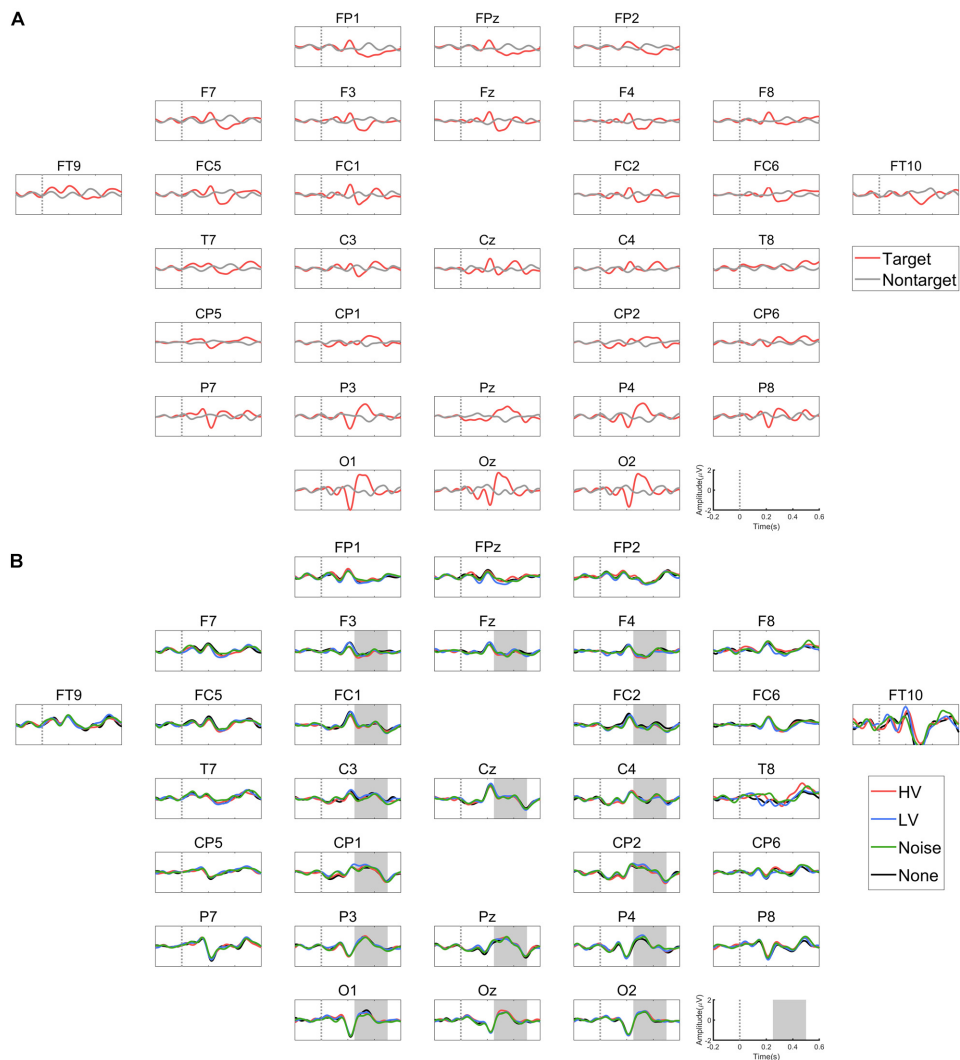 A
FP1 FPz FP2
F7 F3 Fz F4 F8
FT9 FC5 FC1 FC2 FC6 FT10
T7 C3 Cz C4 T8
Target
Nontarget
CP5 CP1 CP2 CP6
P7 P3 Pz P4 P8
O1 Oz O2
Amplitude(μV)
2
0
-2
-0.2 0 0.2 0.4 0.6
Time(s)
B
FP1 FPz FP2
F7 F3 Fz F4 F8
FT9 FC5 FC1 FC2 FC6 FT10
T7 C3 Cz C4 T8
HV
LV
Noise
None
CP5 CP1 CP2 CP6
P7 P3 Pz P4 P8
O1 Oz O2
Amplitude(μV)
2
0
-2
-0.2 0 0.2 0.4 0.6
Time(s)